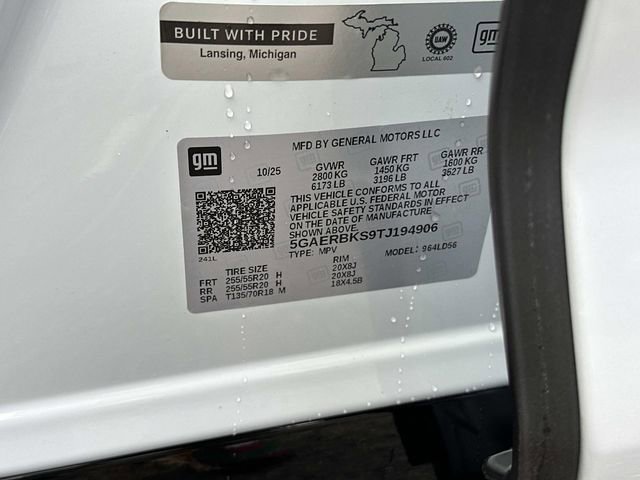 BUILT WITH PRIDE
Lansing, Michigan
UAW
LOCAL 602
gm
gm
MFD BY GENERAL MOTORS LLC
10/25
GVWR GAWR FRT GAWR RR
2800 KG 1450 KG 1600 KG
6173 LB 3196 LB 3527 LB
THIS VEHICLE CONFORMS TO ALL
APPLICABLE U.S. FEDERAL MOTOR
VEHICLE SAFETY STANDARDS IN EFFECT
ON THE DATE OF MANUFACTURE
SHOWN ABOVE.
5GAERBKS9TJ194906
TYPE: MPV MODEL: 964LD56
241L
TIRE SIZE RIM
FRT 255/55R20 H 20X8J
RR 255/55R20 H 20X8J
SPA T135/70R18 M 18X4.5B